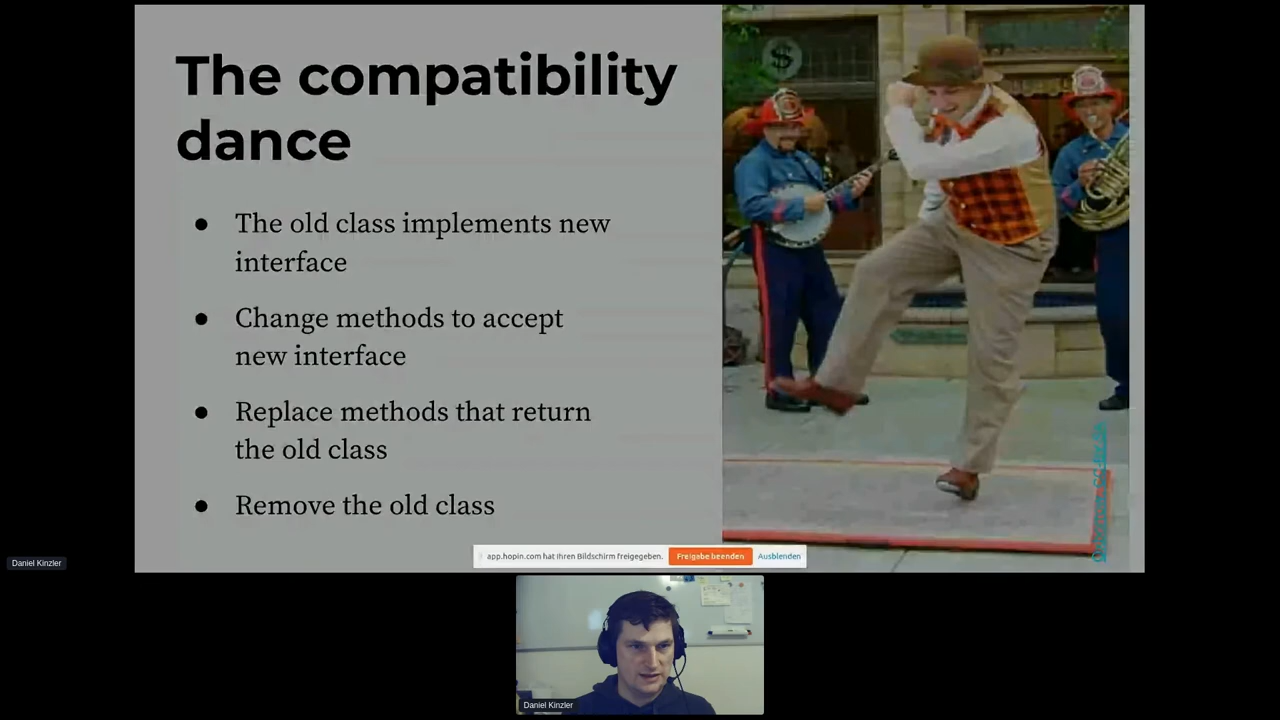 The compatibility
dance
● The old class implements new
interface
● Change methods to accept
new interface
● Replace methods that return
the old class
● Remove the old class
$
app.hopin.com hat Ihren Bildschirm freigegeben.
Freigabe beenden
Ausblenden
Daniel Kinzler
Daniel Kinzler